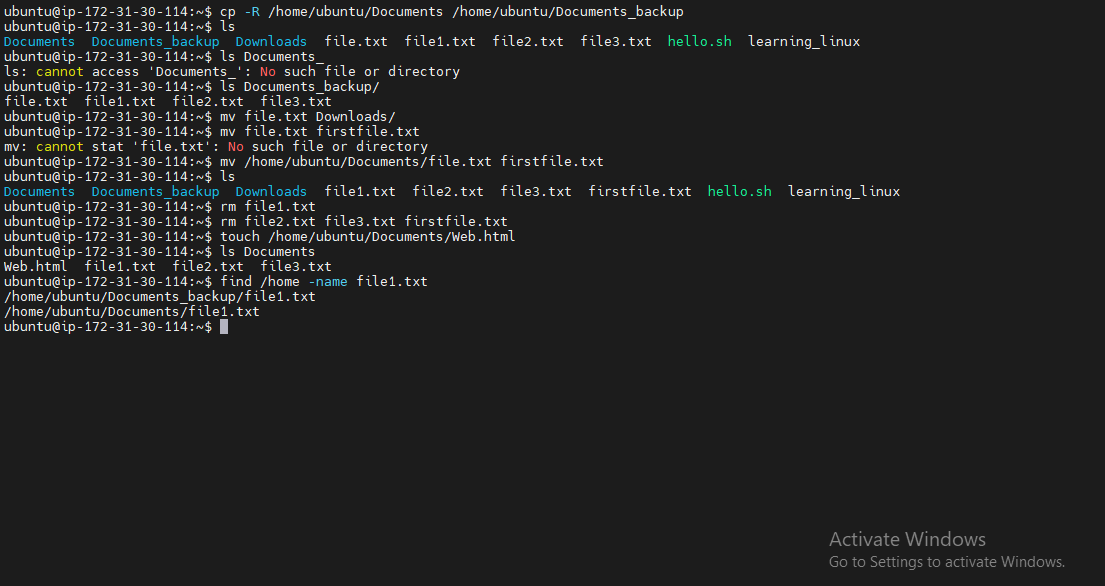 ubuntu@ip-172-31-30-114:~$ cp -R /home/ubuntu/Documents /home/ubuntu/Documents_backup
ubuntu@ip-172-31-30-114:~$ ls
Documents  Documents_backup  Downloads  file.txt  file1.txt  file2.txt  file3.txt  hello.sh  learning_linux
ubuntu@ip-172-31-30-114:~$ ls Documents_
ls: cannot access 'Documents_': No such file or directory
ubuntu@ip-172-31-30-114:~$ ls Documents_backup/
file.txt  file1.txt  file2.txt  file3.txt
ubuntu@ip-172-31-30-114:~$ mv file.txt Downloads/
ubuntu@ip-172-31-30-114:~$ mv file.txt firstfile.txt
mv: cannot stat 'file.txt': No such file or directory
ubuntu@ip-172-31-30-114:~$ mv /home/ubuntu/Documents/file.txt firstfile.txt
ubuntu@ip-172-31-30-114:~$ ls
Documents  Documents_backup  Downloads  file1.txt  file2.txt  file3.txt  firstfile.txt  hello.sh  learning_linux
ubuntu@ip-172-31-30-114:~$ rm file1.txt
ubuntu@ip-172-31-30-114:~$ rm file2.txt file3.txt firstfile.txt
ubuntu@ip-172-31-30-114:~$ touch /home/ubuntu/Documents/Web.html
ubuntu@ip-172-31-30-114:~$ ls Documents
Web.html  file1.txt  file2.txt  file3.txt
ubuntu@ip-172-31-30-114:~$ find /home -name file1.txt
/home/ubuntu/Documents_backup/file1.txt
/home/ubuntu/Documents/file1.txt
ubuntu@ip-172-31-30-114:~$
Activate Windows
Go to Settings to activate Windows.